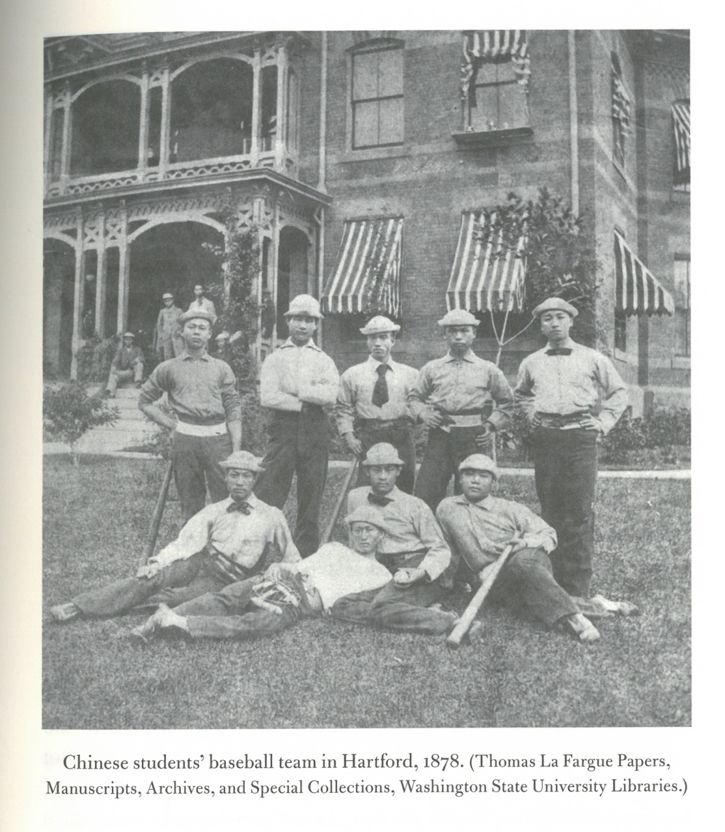 Chinese students’ baseball team in Hartford, 1878. (Thomas La Fargue Papers,
Manuscripts, Archives, and Special Collections, Washington State University Libraries.)